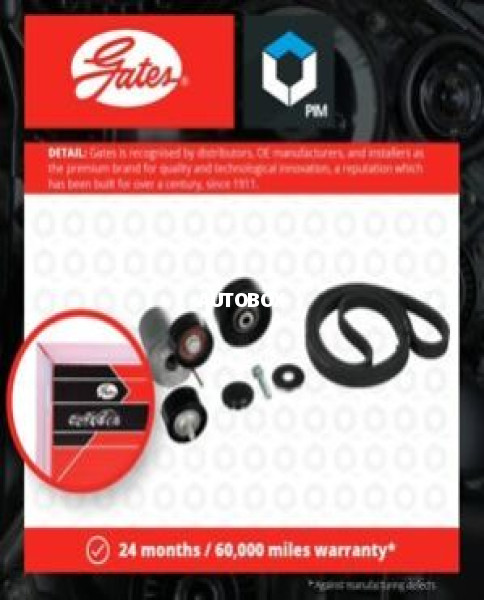 Gates
PIM
DETAIL: Gates is recognised by distributors, OE manufacturers, and installers as
the premium brand for quality and technological innovation, a reputation which
has been built for over a century, since 1911.
UTOBO
Gates
24 months / 60,000 miles warranty*
*Against manufacturing defects